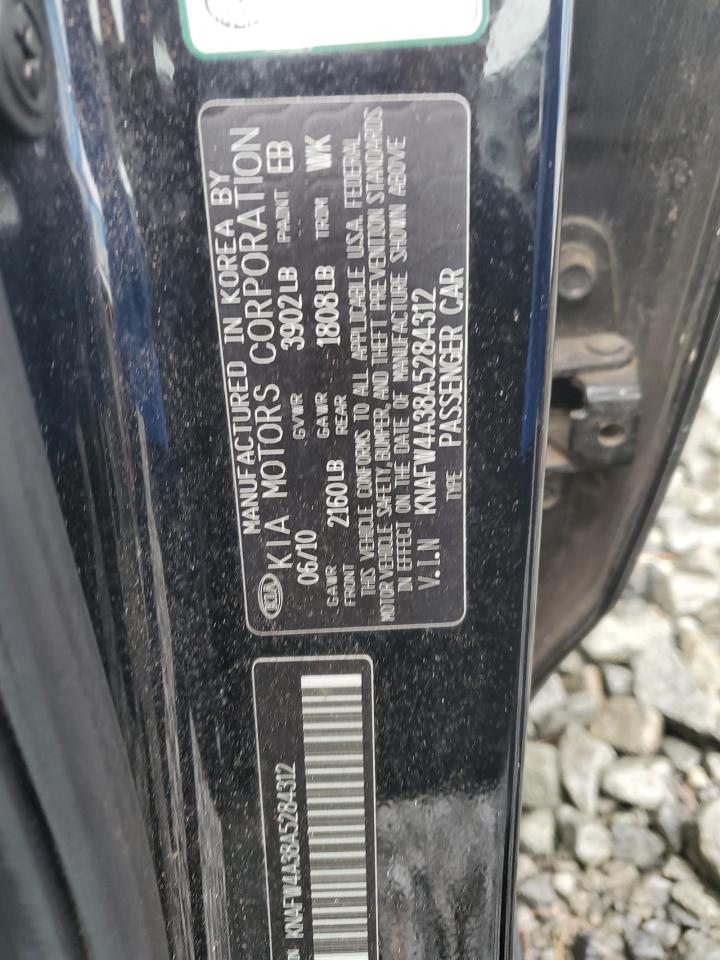 MANUFACTURED IN KOREA BY
KIA KIA MOTORS CORPORATION
06/10 GVWR 3902LB PAINT EB
GAWR FRONT 2160LB GAWR REAR 1808LB TRIM WK
THIS VEHICLE CONFORMS TO ALL APPLICABLE U.S.A. FEDERAL
MOTOR VEHICLE SAFETY, BUMPER, AND THEFT PREVENTION STANDARDS
IN EFFECT ON THE DATE OF MANUFACTURE SHOWN ABOVE
V.I.N KNAFW4A38A5284312
TYPE PASSENGER CAR
KNAFW4A38A5284312